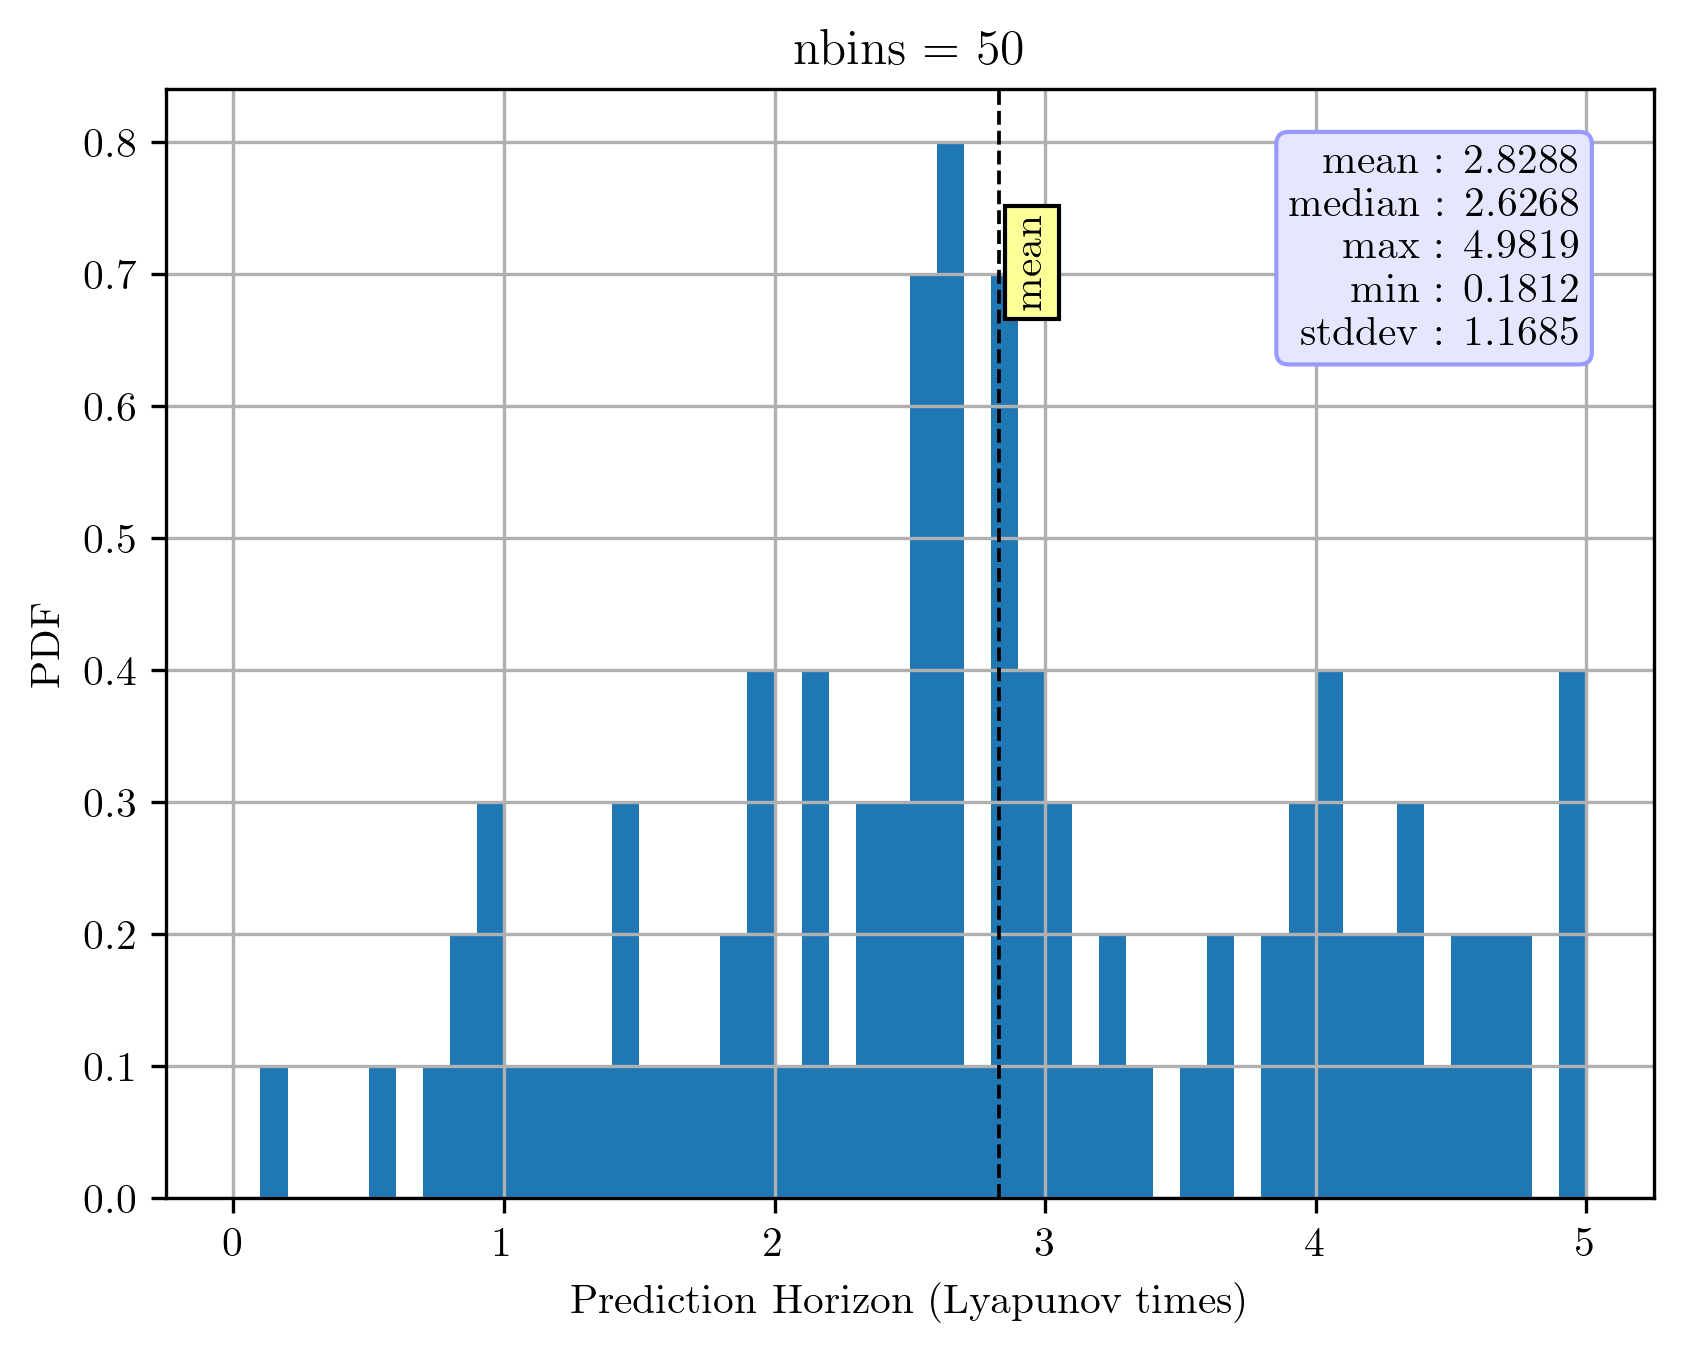 nbins = 50
0.8
0.7
0.6
0.5
0.4
0.3
0.2
0.1
0.0
PDF
mean
mean : 2.8288
median : 2.6268
max : 4.9819
min : 0.1812
stddev : 1.1685
0 1 2 3 4 5
Prediction Horizon (Lyapunov times)